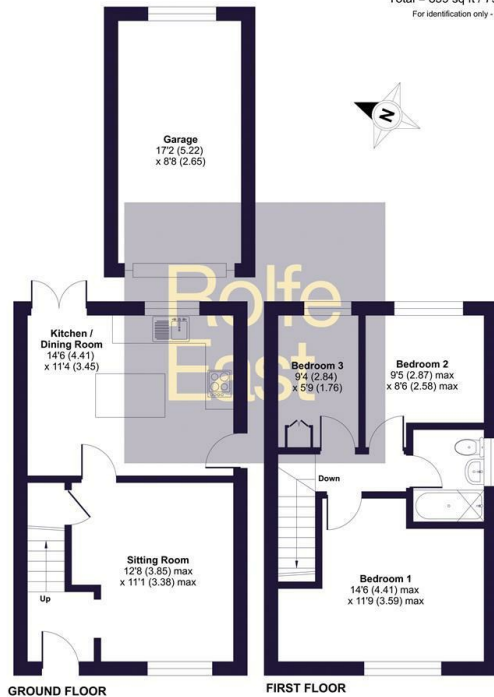 For identification only -
N
Garage
17'2 (5.22)
x 8'8 (2.65)
Rolfe
East
Kitchen /
Dining Room
14'6 (4.41)
x 11'4 (3.45)
Bedroom 3
9'4 (2.84)
x 5'9 (1.76)
Bedroom 2
9'5 (2.87) max
x 8'6 (2.58) max
Down
Sitting Room
12'8 (3.85) max
x 11'1 (3.38) max
Up
Bedroom 1
14'6 (4.41) max
x 11'9 (3.59) max
GROUND FLOOR
FIRST FLOOR